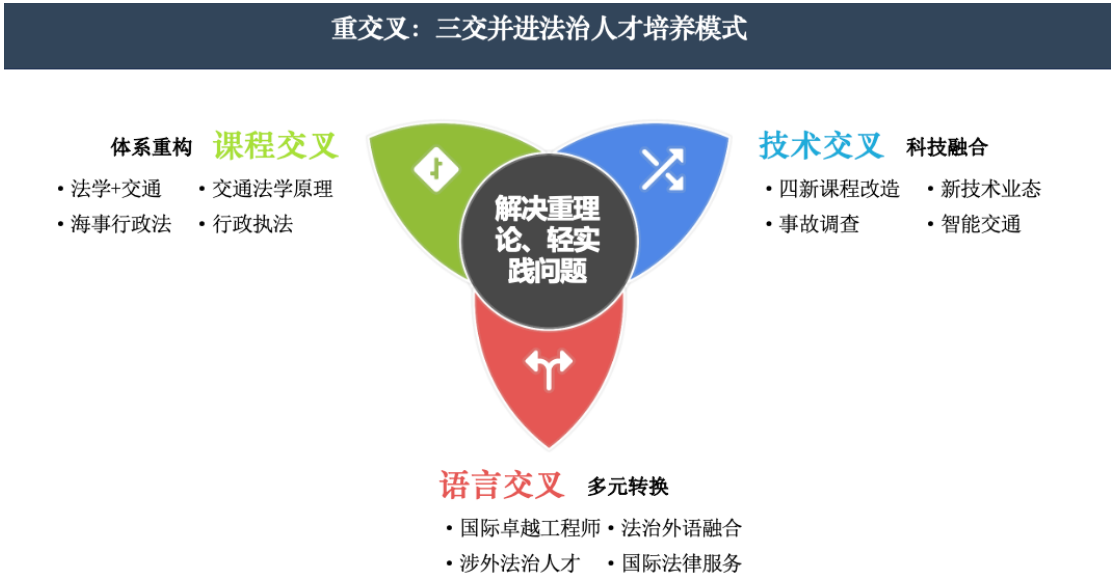 重交叉：三交并进法治人才培养模式
体系重构 课程交叉
• 法学+交通 • 交通法学原理
• 海事行政法 • 行政执法
技术交叉 科技融合
• 四新课程改造 • 新技术业态
• 事故调查 • 智能交通
解决重理
论、轻实
践问题
语言交叉 多元转换
• 国际卓越工程师 • 法治外语融合
• 涉外法治人才 • 国际法律服务